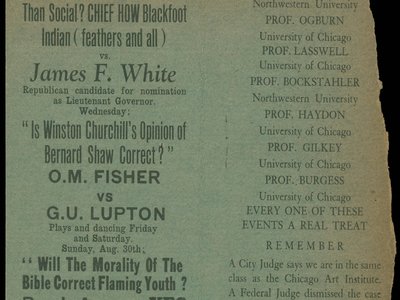 Than Social? CHIEF HOW Blackfoot
Indian (feathers and all)
vs.
James F. White
Republican candidate for nomination
as Lieutenant Governor.
Wednesday:
"Is Winston Churchill's Opinion of
Bernard Shaw Correct?"
O.M. FISHER
VS
G.U. LUPTON
Plays and dancing Friday
and Saturday.
Sunday, Aug. 30th;
"Will The Morality Of The
Bible Correct Flaming Youth?
Northwestern University
PROF. OGBURN
University of Chicago
PROF. LASSWELL
University of Chicago
PROF. BOCKSTAHLER
Northwestern University
PROF. HAYDON
University of Chicago
PROF. GILKEY
University of Chicago
PROF. BURGESS
University of Chicago
EVERY ONE OF THESE
EVENTS A REAL TREAT
REMEMBER
A City Judge says we are in the same
class as the Chicago Art Institute.
A Federal Judge dismissed the case